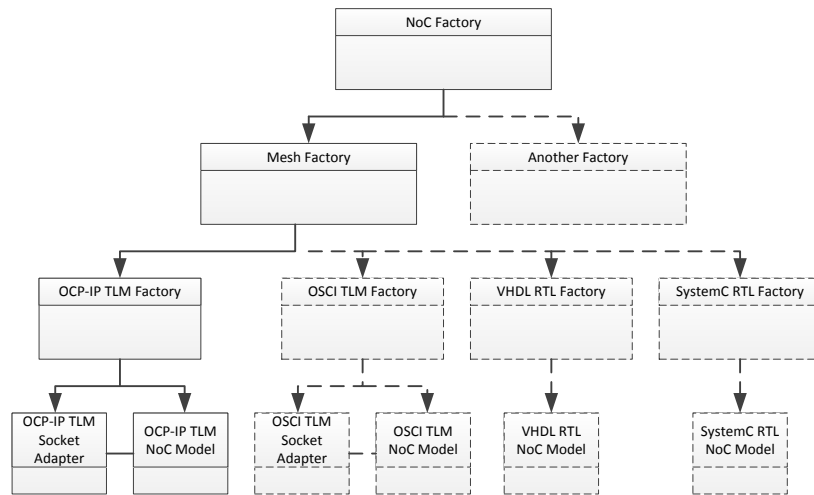 NoC Factory
Mesh Factory
Another Factory
OCP-IP TLM Factory
OSCI TLM Factory
VHDL RTL Factory
SystemC RTL Factory
OCP-IP TLM
Socket
Adapter
OCP-IP TLM
NoC Model
OSCI TLM
Socket
Adapter
OSCI TLM
NoC Model
VHDL RTL
NoC Model
SystemC RTL
NoC Model